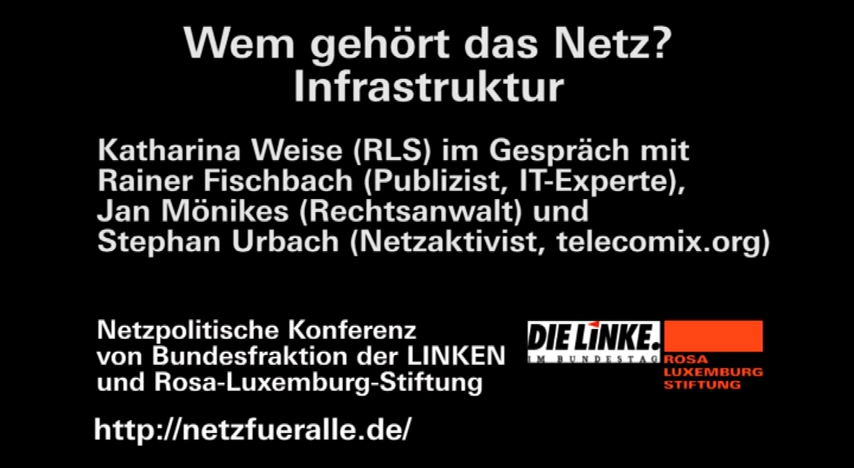 Wem gehört das Netz?
Infrastruktur
Katharina Weise (RLS) im Gespräch mit
Rainer Fischbach (Publizist, IT-Experte),
Jan Mönikes (Rechtsanwalt) und
Stephan Urbach (Netzaktivist, telecomix.org)
Netzpolitische Konferenz
von Bundesfraktion der LINKEN
und Rosa-Luxemburg-Stiftung
DIE LINKE.
IM BUNDESTAG
ROSA
LUXEMBURG
STIFTUNG
http://netzfueralle.de/